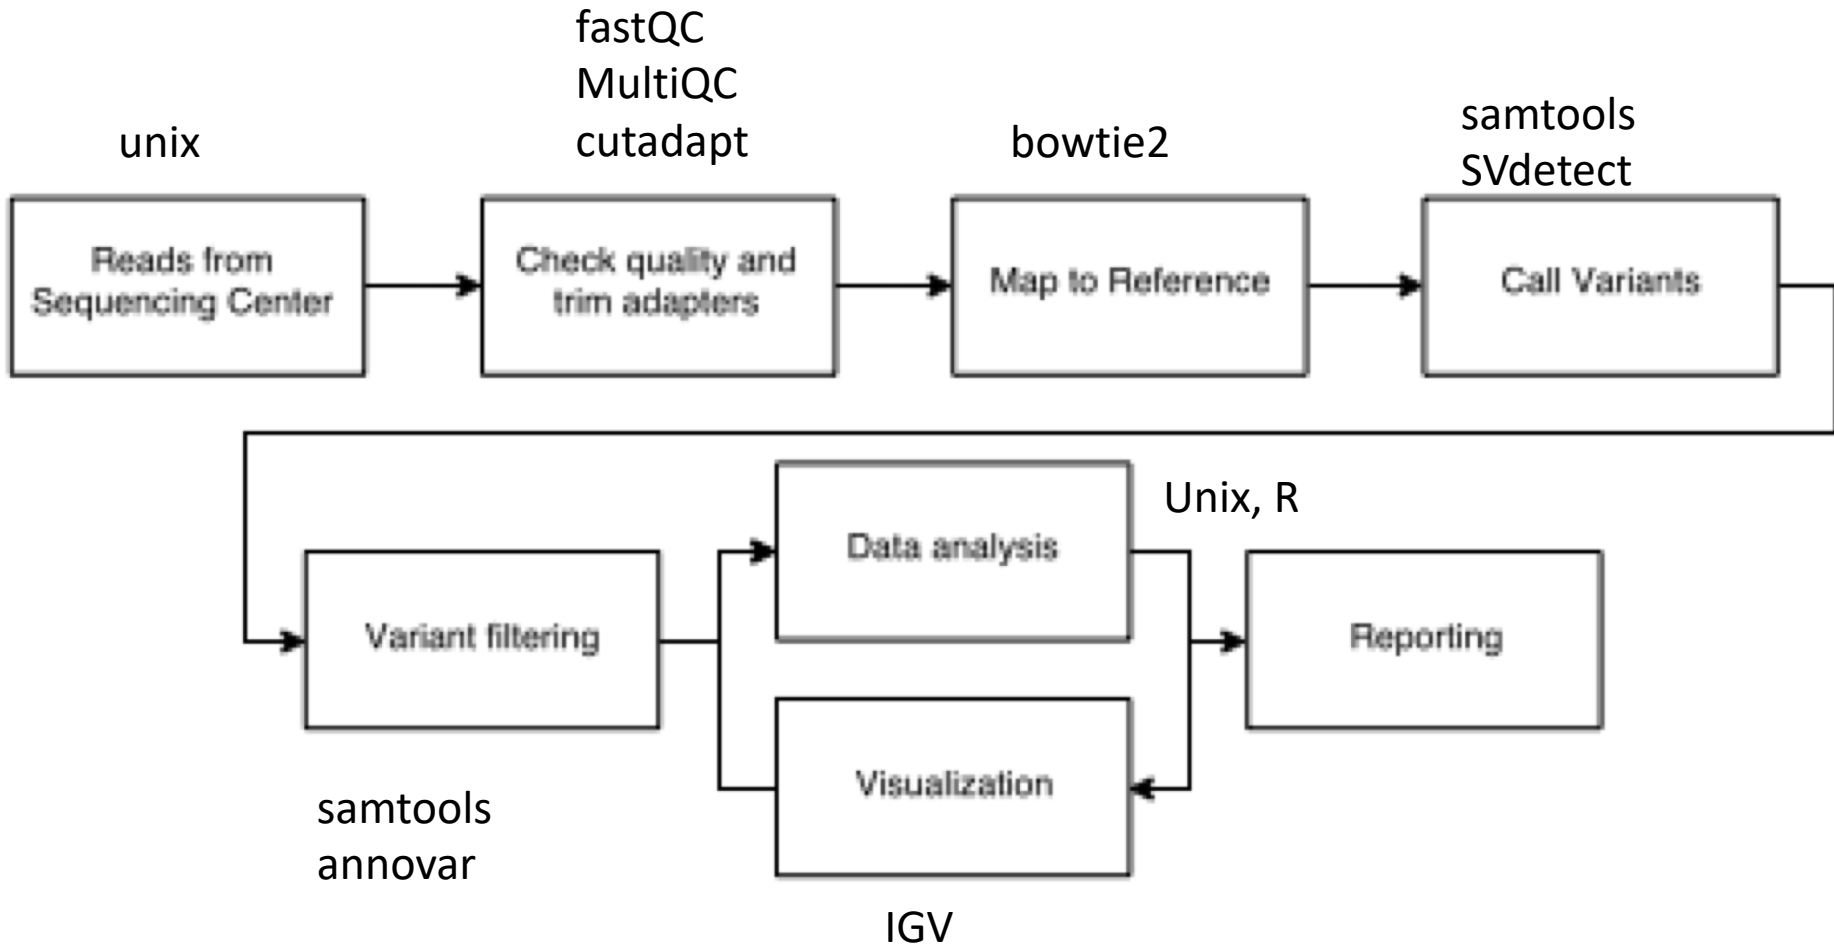 unix
fastQC
MultiQC
cutadapt
bowtie2
samtools
SVdetect
Reads from
Sequencing Center
Check quality and
trim adapters
Map to Reference
Call Variants
Unix, R
Data analysis
Variant filtering
Reporting
Visualization
samtools
annovar
IGV